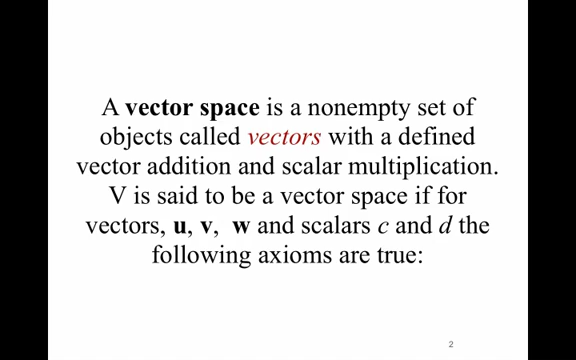 A vector space is a nonempty set of
objects called vectors with a defined
vector addition and scalar multiplication.
V is said to be a vector space if for
vectors, u, v, w and scalars c and d the
following axioms are true:
2